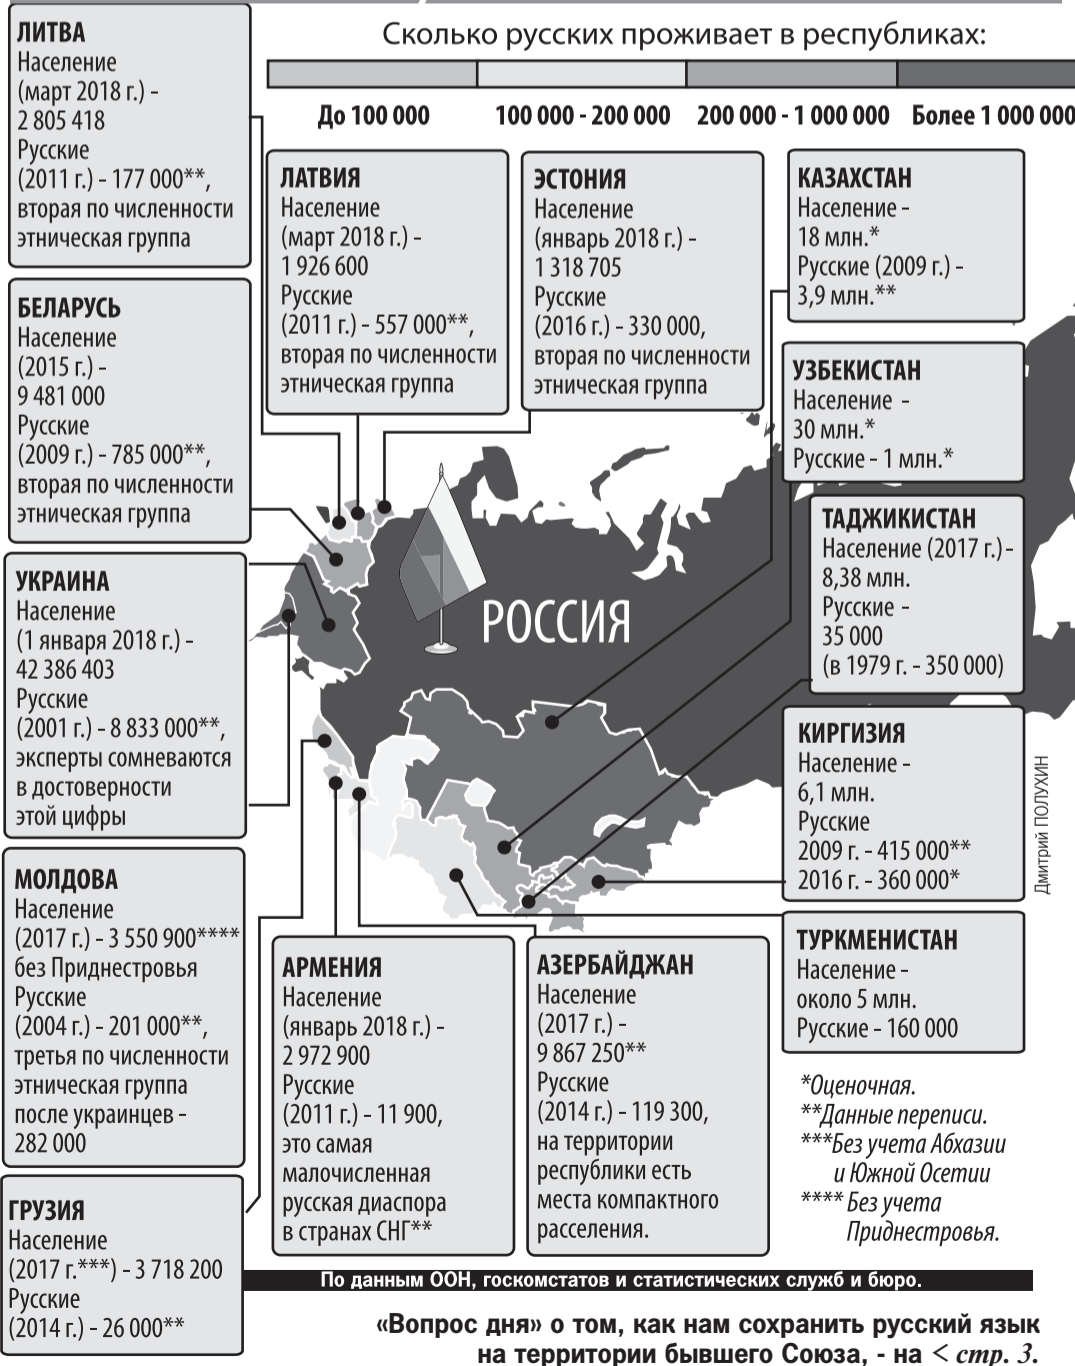 Сколько русских проживает в республиках:
До 100 000
100 000 - 200 000
200 000 - 1 000 000
Более 1 000 000
ЛИТВА
Население
(март 2018 г.) -
2 805 418
Русские
(2011 г.) - 177 000**,
вторая по численности
этническая группа
ЛАТВИЯ
Население
(март 2018 г.) -
1 926 600
Русские
(2011 г.) - 557 000**,
вторая по численности
этническая группа
ЭСТОНИЯ
Население
(январь 2018 г.) -
1 318 705
Русские
(2016 г.) - 330 000,
вторая по численности
этническая группа
КАЗАХСТАН
Население -
18 млн.*
Русские (2009 г.) -
3,9 млн.**
БЕЛАРУСЬ
Население
(2015 г.) -
9 481 000
Русские
(2009 г.) - 785 000**,
вторая по численности
этническая группа
УЗБЕКИСТАН
Население -
30 млн.*
Русские - 1 млн.*
ТАДЖИКИСТАН
Население (2017 г.) -
8,38 млн.
Русские -
35 000
(в 1979 г. - 350 000)
УКРАИНА
Население
(1 января 2018 г.) -
42 386 403
Русские
(2001 г.) - 8 833 000**,
эксперты сомневаются
в достоверности
этой цифры
РОССИЯ
КИРГИЗИЯ
Население -
6,1 млн.
Русские
2009 г. - 415 000**
2016 г. - 360 000*
Дмитрий ПОЛУХИН
МОЛДОВА
Население
(2017 г.) - 3 550 900****
без Приднестровья
Русские
(2004 г.) - 201 000**,
третья по численности
этническая группа
после украинцев -
282 000
АРМЕНИЯ
Население
(январь 2018 г.) -
2 972 900
Русские
(2011 г.) - 11 900,
это самая
малочисленная
русская диаспора
в странах СНГ**
АЗЕРБАЙДЖАН
Население
(2017 г.) -
9 867 250**
Русские
(2014 г.) - 119 300,
на территории
республики есть
места компактного
расселения.
ТУРКМЕНИСТАН
Население -
около 5 млн.
Русские - 160 000
ГРУЗИЯ
Население
(2017 г.***) - 3 718 200
Русские
(2014 г.) - 26 000**
*Оценочная.
**Данные переписи.
***Без учета Абхазии
и Южной Осетии
**** Без учета
Приднестровья.
По данным ООН, госкомстатов и статистических служб и бюро.
«Вопрос дня» о том, как нам сохранить русский язык
на территории бывшего Союза, - на < стр. 3.